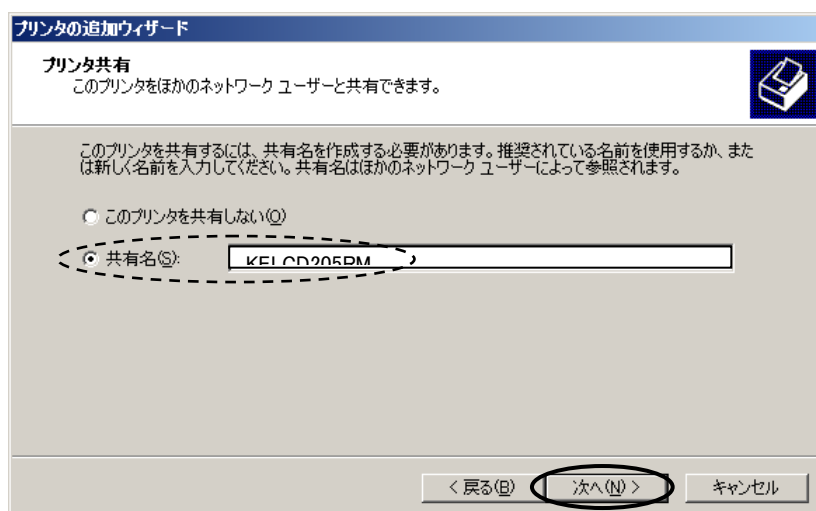 プリンタの追加ウィザード
プリンタ共有
このプリンタをほかのネットワーク ユーザーと共有できます。
このプリンタを共有するには、共有名を作成する必要があります。推奨されている名前を使用するか、また
は新しく名前を入力してください。共有名はほかのネットワーク ユーザーによって参照されます。
このプリンタを共有しない(O)
共有名(S):
< 戻る(B) 次へ(N) > キャンセル